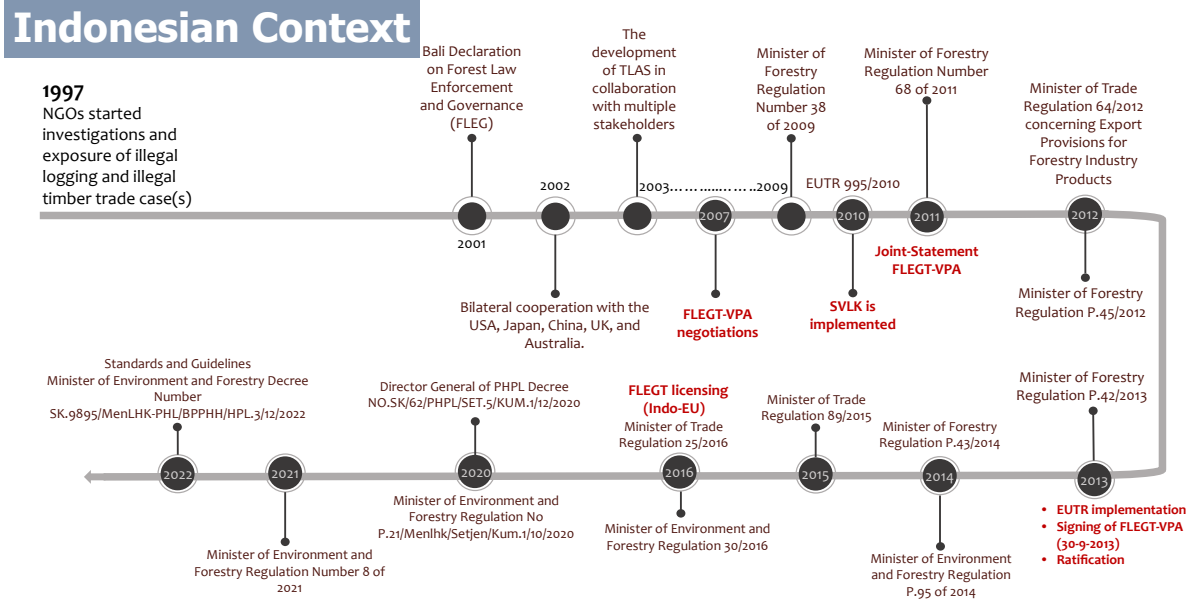 Indonesian Context
1997
NGOs started
investigations and
exposure of illegal
logging and illegal
timber trade case(s)
Bali Declaration
on Forest Law
Enforcement
and Governance
(FLEG)
2001
2002
Bilateral cooperation with the
USA, Japan, China, UK, and
Australia.
The
development
of TLAS in
collaboration
with multiple
stakeholders
2003……….....……..2009
2007
FLEGT-VPA
negotiations
Minister of
Forestry
Regulation
Number 38
of 2009
EUTR 995/2010
2010
SVLK is
implemented
Minister of Forestry
Regulation Number
68 of 2011
2011
Joint-Statement
FLEGT-VPA
Minister of Trade
Regulation 64/2012
concerning Export
Provisions for
Forestry Industry
Products
2012
Minister of Forestry
Regulation P.45/2012
Minister of Forestry
Regulation P.42/2013
2013
• EUTR implementation
• Signing of FLEGT-VPA
(30-9-2013)
• Ratification
Minister of Forestry
Regulation P.43/2014
2014
Minister of Environment
and Forestry Regulation
P.95 of 2014
Minister of Trade
Regulation 89/2015
2015
FLEGT licensing
(Indo-EU)
Minister of Trade
Regulation 25/2016
2016
Minister of Environment and
Forestry Regulation 30/2016
Director General of PHPL Decree
NO.SK/62/PHPL/SET.5/KUM.1/12/2020
2020
Minister of Environment and
Forestry Regulation No
P.21/Menlhk/Setjen/Kum.1/10/2020
2021
Minister of Environment and
Forestry Regulation Number 8 of
2021
Standards and Guidelines
Minister of Environment and Forestry Decree
Number
SK.9895/MenLHK-PHL/BPPHH/HPL.3/12/2022
2022